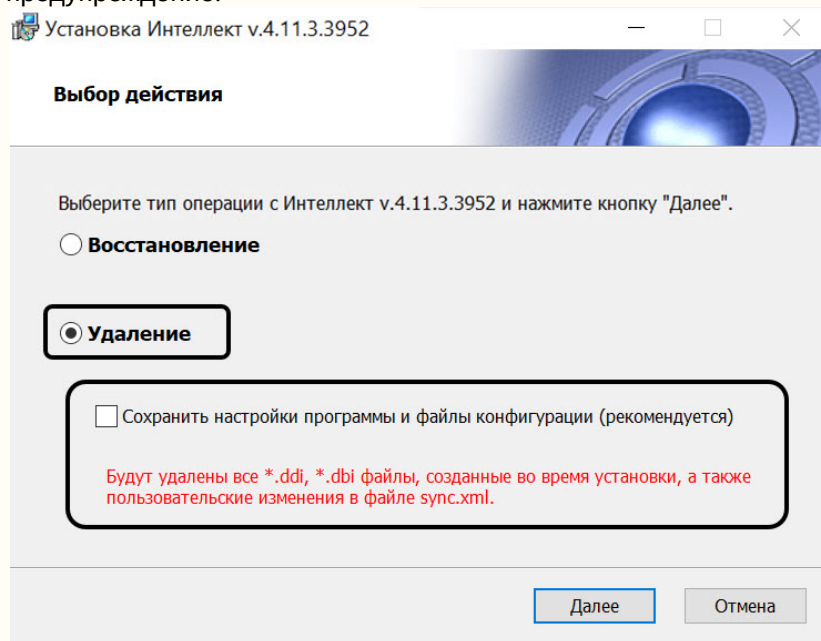 предупреждение:
Установка Интеллект v.4.11.3.3952
Выбор действия
Выберите тип операции с Интеллект v.4.11.3.3952 и нажмите кнопку "Далее".
Восстановление
Удаление
Сохранить настройки программы и файлы конфигурации (рекомендуется)
Будут удалены все *.ddi, *.dbi файлы, созданные во время установки, а также
пользовательские изменения в файле sync.xml.
Далее
Отмена